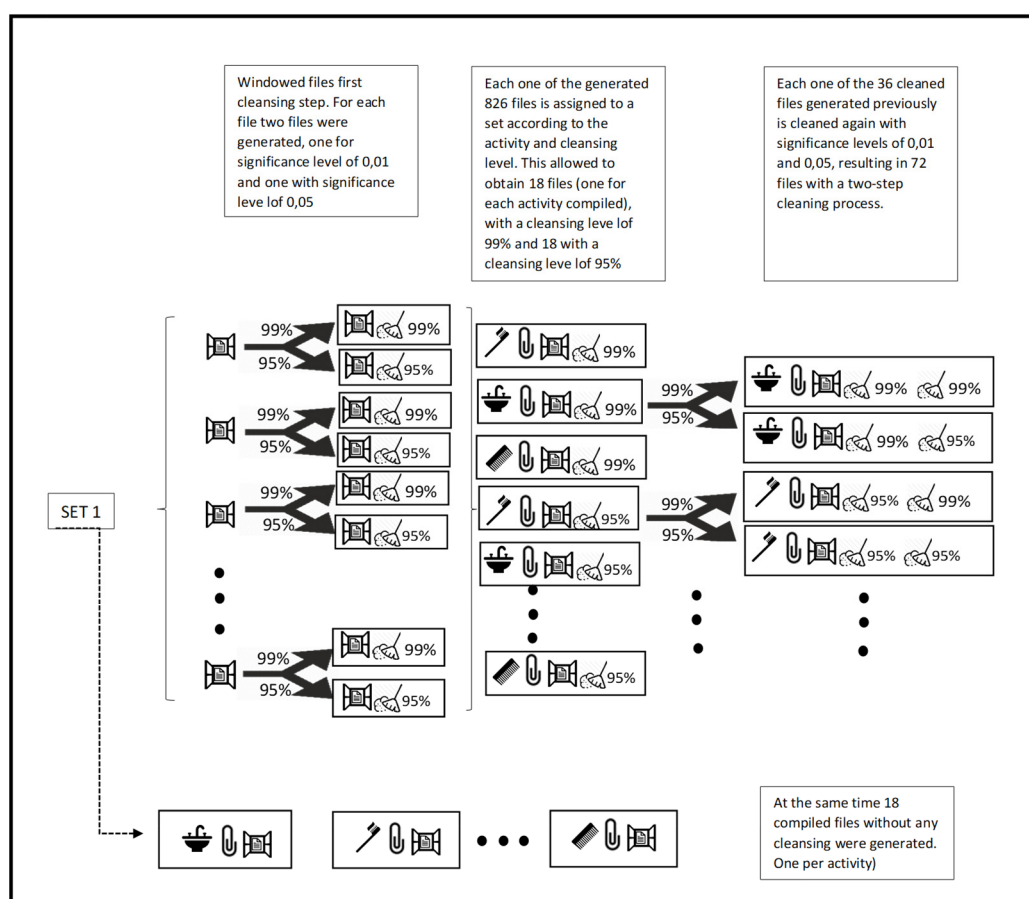 Windowed files first
cleansing step. For each
file two files were
generated, one for
significance level of 0,01
and one with significance
leve lof 0,05
Each one of the generated
826 files is assigned to a
set according to the
activity and cleansing
level. This allowed to
obtain 18 files (one for
each activity compiled),
with a cleansing leve lof
99% and 18 with a
cleansing leve lof 95%
Each one of the 36 cleaned
files generated previously
is cleaned again with
significance levels of 0,01
and 0,05, resulting in 72
files with a two-step
cleaning process.
SET 1
99%
95%
99%
95%
99%
95%
99%
95%
99%
95%
99%
95%
99%
95%
99%
95%
99%
99%
99%
95%
95%
95%
99%
95%
99%
95%
99% 99%
99% 95%
95% 99%
95% 95%
At the same time 18
compiled files without any
cleansing were generated.
One per activity)